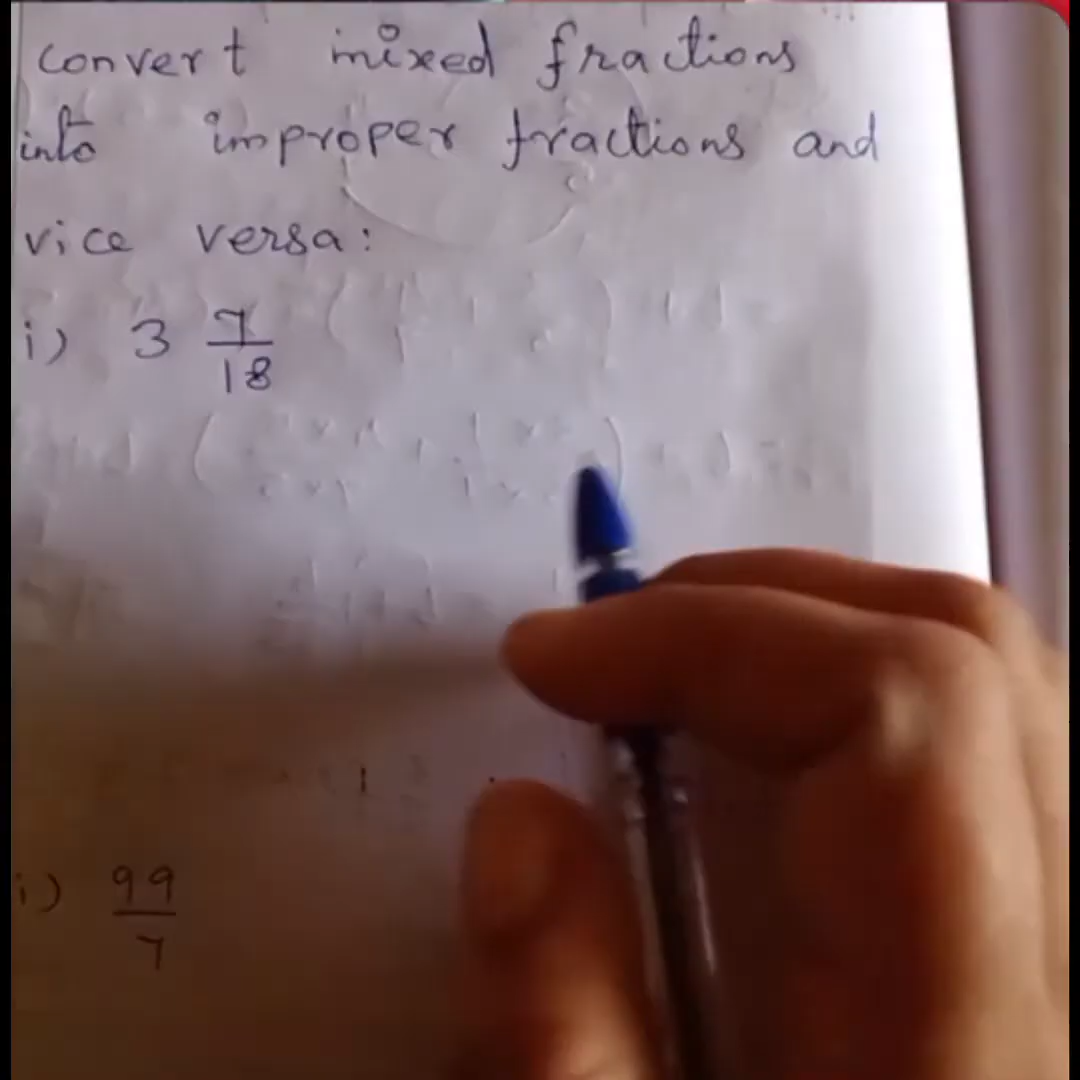 convert mixed fractions
into improper fractions and
vice versa:
i) 3 7/18
i) 99/7